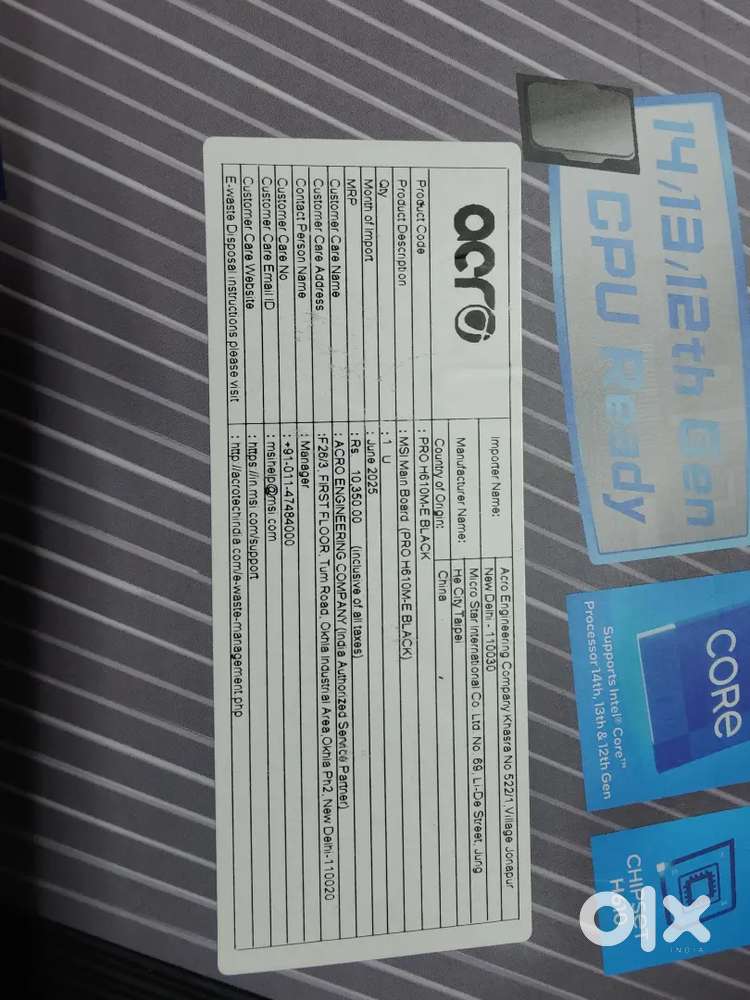 14,13,12th Gen
CPU Ready
CORE
Supports Intel® Core™
Processor 14th, 13th & 12th Gen
CHIPSET
H610
acro
Importer Name: Acro Engineering Company Khasra No 522/1, Village Jonapur
New Delhi - 110030
Manufacturer Name: Micro Star International Co. Ltd. No. 69, Li-De Street, Jung
He City Taipei
Country of Origin: China
Product Code : PRO H610M-E BLACK
Product Description : MSI Main Board (PRO H610M-E BLACK)
Qty : 1 U
Month of Import : June 2025
MRP : Rs. 10,350.00 (inclusive of all taxes)
Customer Care Name : ACRO ENGINEERING COMPANY (India Authorized Service Partner)
Customer Care Address : F26/3, FIRST FLOOR, Tum Road, Okhla Industrial Area, Okhla Ph2, New Delhi-110020
Contact Person Name : Manager
Customer Care No : +91-011-47484000
Customer Care Email ID : msihelp@msi.com
Customer Care Website : https://in.msi.com/support
E-waste Disposal instructions please visit : http://acrotechindia.com/e-waste-management.php
olx
INDIA